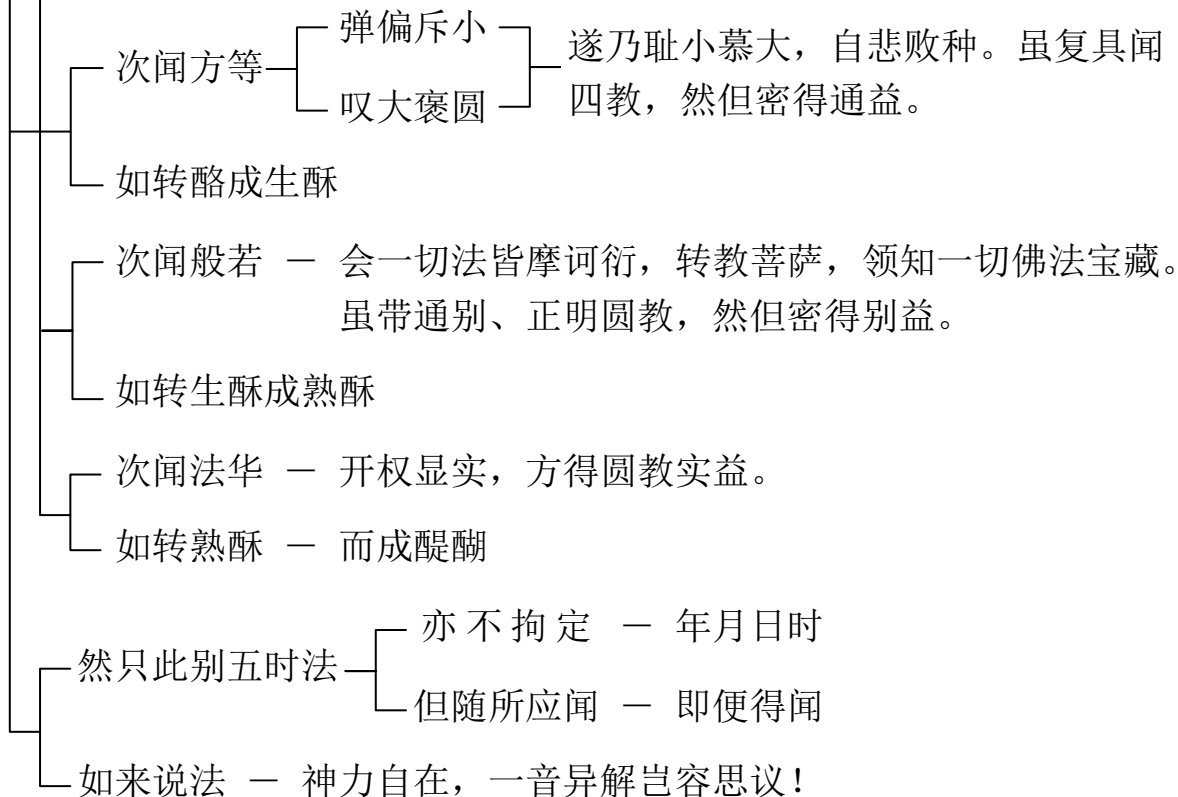 次闻方等
弹偏斥小
叹大褒圆
遂乃耻小慕大，自悲败种。虽复具闻
四教，然但密得通益。
如转酪成生酥
次闻般若 － 会一切法皆摩诃衍，转教菩萨，领知一切佛法宝藏。
虽带通别、正明圆教，然但密得别益。
如转生酥成熟酥
次闻法华 － 开权显实，方得圆教实益。
如转熟酥 － 而成醍醐
然只此别五时法
亦不拘定 － 年月日时
但随所应闻 － 即便得闻
如来说法 － 神力自在，一音异解岂容思议！